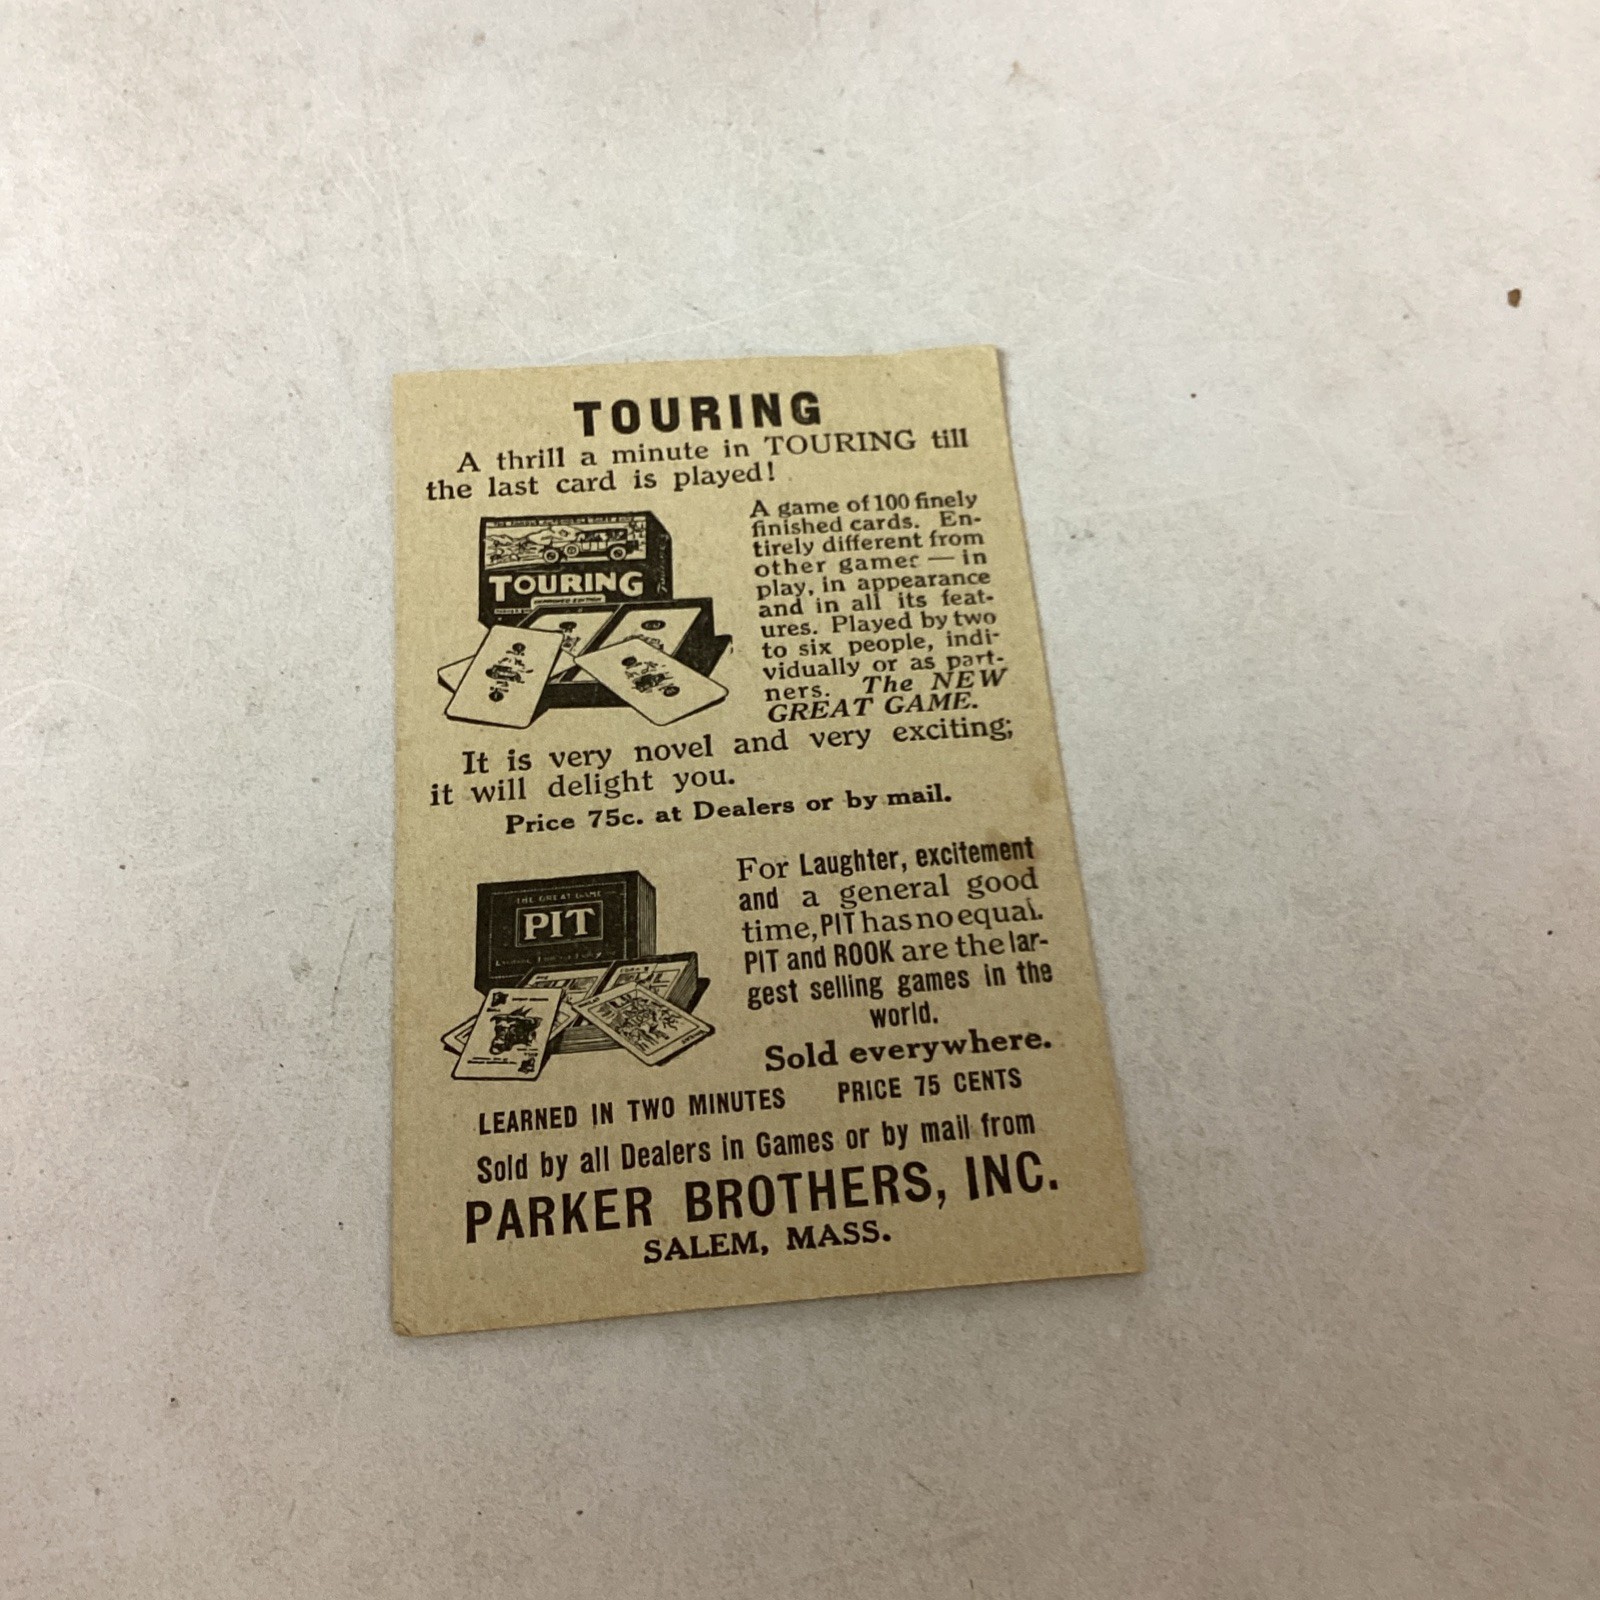 TOURING
A thrill a minute in TOURING till
the last card is played!
TOURING
A game of 100 finely
finished cards. En-
tirely different from
other games — in
play, in appearance
and in all its feat-
ures. Played by two
to six people, indi-
vidually or as part-
ners. The NEW
GREAT GAME.
It is very novel and very exciting;
it will delight you.
Price 75c. at Dealers or by mail.
THE GREAT GAME
PIT
For Laughter, excitement
and a general good
time, PIT has no equal.
PIT and ROOK are the lar-
gest selling games in the
world.
Sold everywhere.
LEARNED IN TWO MINUTES PRICE 75 CENTS
Sold by all Dealers in Games or by mail from
PARKER BROTHERS, INC.
SALEM, MASS.